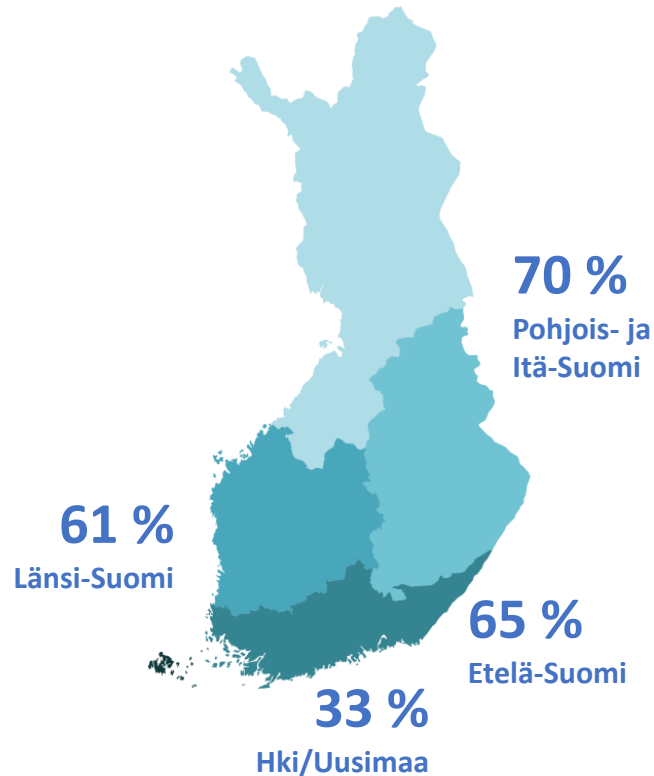 70 %
Pohjois- ja
Itä-Suomi
61 %
Länsi-Suomi
65 %
Etelä-Suomi
33 %
Hki/Uusimaa